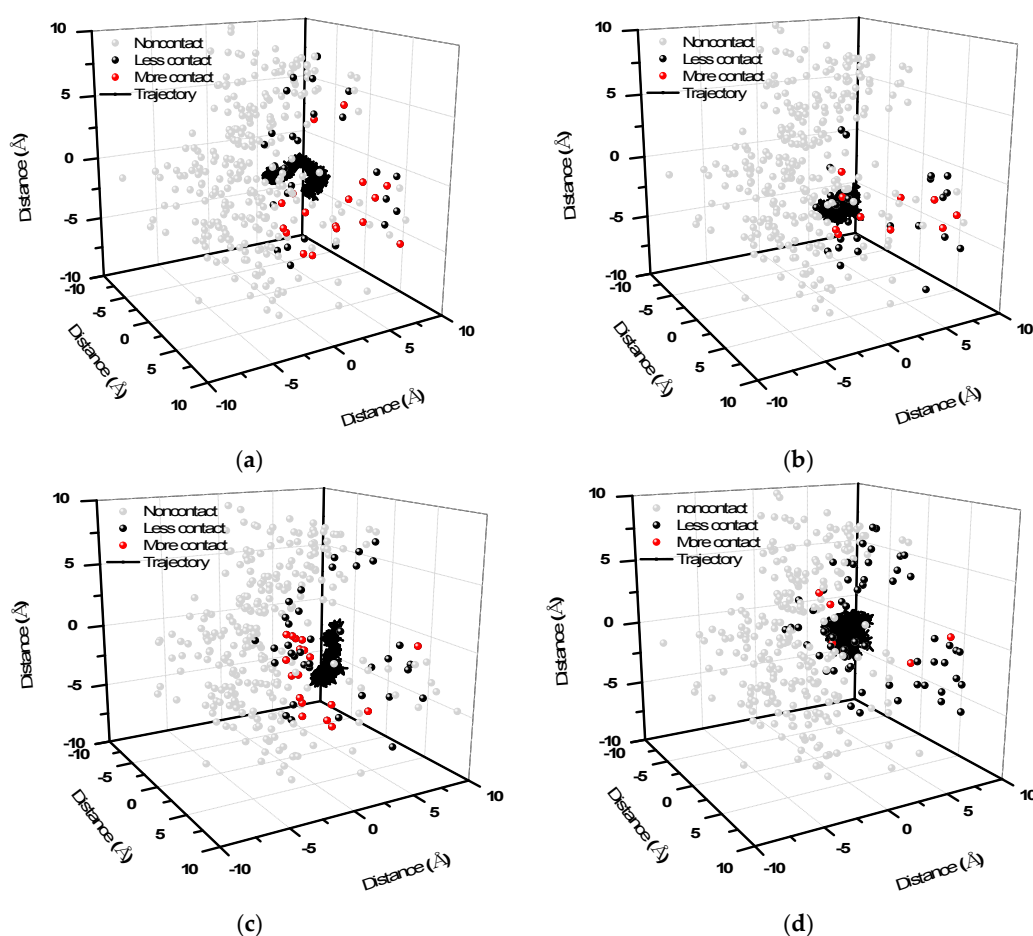 10
5
0
-5
-10
Distance (Å)
Noncontact
Less contact
More contact
Trajectory
-10
-5
0
5
10
Distance (Å)
-10
-5
0
5
10
Distance (Å)
(a)
10
5
0
-5
-10
Distance (Å)
Noncontact
Less contact
More contact
Trajectory
-10
-5
0
5
10
Distance (Å)
-10
-5
0
5
10
Distance (Å)
(b)
10
5
0
-5
-10
Distance (Å)
Noncontact
Less contact
More contact
Trajectory
-10
-5
0
5
10
Distance (Å)
-10
-5
0
5
10
Distance (Å)
(c)
10
5
0
-5
-10
Distance (Å)
noncontact
Less contact
More contact
Trajectory
-10
-5
0
5
10
Distance (Å)
-10
-5
0
5
10
Distance (Å)
(d)